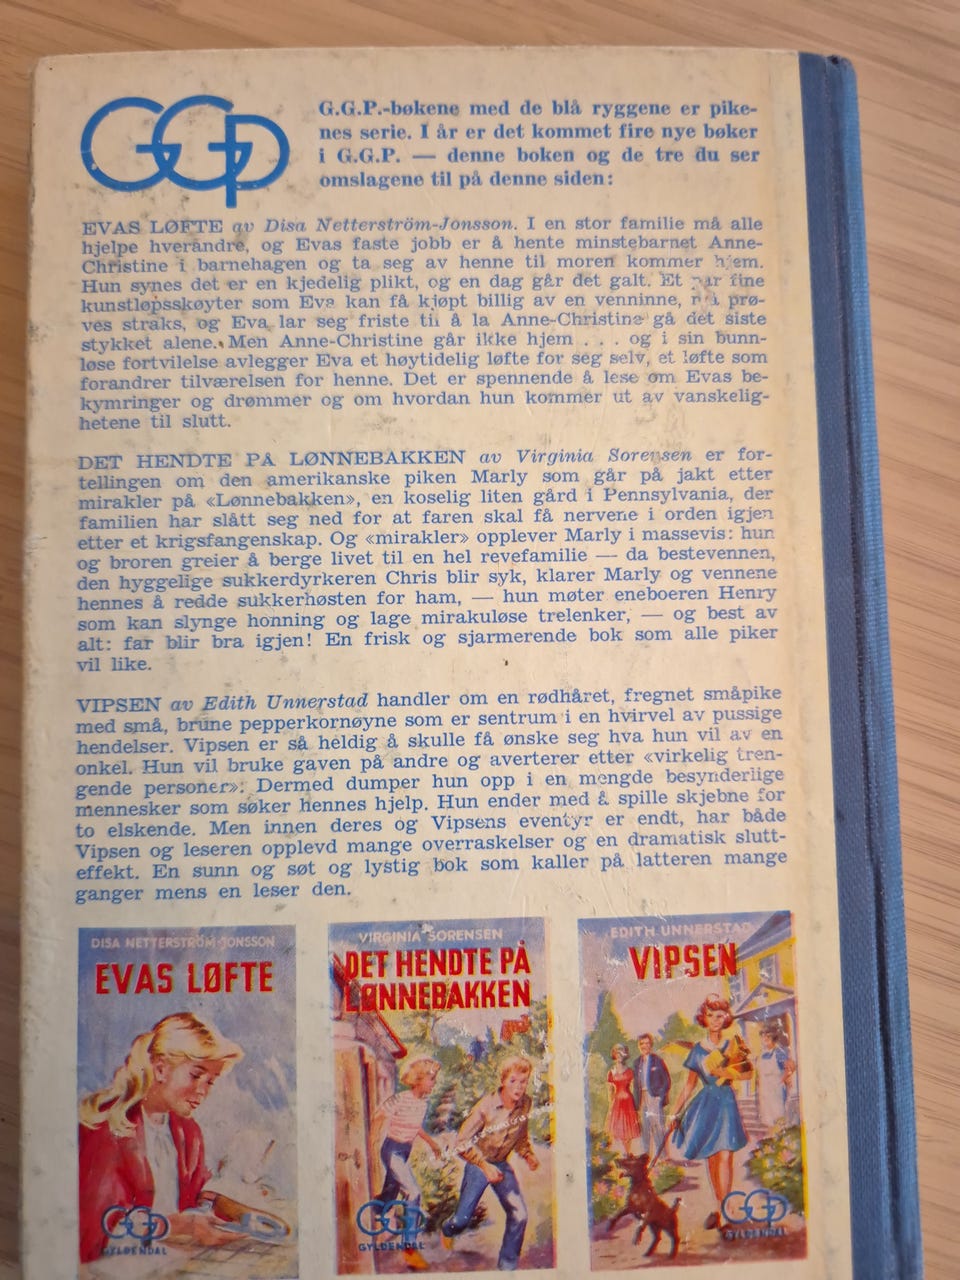 GGP
G.G.P.-bøkene med de blå ryggene er pike-
nes serie. I år er det kommet fire nye bøker
i G.G.P. — denne boken og de tre du ser
omslagene til på denne siden:
EVAS LØFTE av Disa Netterström-Jonsson. I en stor familie må alle
hjelpe hverandre, og Evas faste jobb er å hente minstebarnet Anne-
Christine i barnehagen og ta seg av henne til moren kommer hjem.
Hun synes det er en kjedelig plikt, og en dag går det galt. Et par fine
kunstløpsskøyter som Eva kan få kjøpt billig av en venninne, må prø-
ves straks, og Eva lar seg friste til å la Anne-Christine gå det siste
stykket alene. Men Anne-Christine går ikke hjem . . . og i sin bunn-
løse fortvilelse avlegger Eva et høytidelig løfte for seg selv, et løfte som
forandrer tilværelsen for henne. Det er spennende å lese om Evas be-
kymringer og drømmer og om hvordan hun kommer ut av vanskelig-
hetene til slutt.
DET HENDTE PÅ LØNNEBAKKEN av Virginia Sorensen er for-
tellingen om den amerikanske piken Marly som går på jakt etter
mirakler på «Lønnebakken», en koselig liten gård i Pennsylvania, der
familien har slått seg ned for at faren skal få nervene i orden igjen
etter et krigsfangenskap. Og «mirakler» opplever Marly i massevis: hun
og broren greier å berge livet til en hel revefamilie — da bestevennen,
den hyggelige sukkerdyrkeren Chris blir syk, klarer Marly og vennene
hennes å redde sukkerhøsten for ham, — hun møter eneboeren Henry
som kan slynge honning og lage mirakuløse trelenker, — og best av
alt: far blir bra igjen! En frisk og sjarmerende bok som alle piker
vil like.
VIPSEN av Edith Unnerstad handler om en rødhåret, fregnet småpike
med små, brune pepperkornøyne som er sentrum i en hvirvel av pussige
hendelser. Vipsen er så heldig å skulle få ønske seg hva hun vil av en
onkel. Hun vil bruke gaven på andre og averterer etter «virkelig tren-
gende personer». Dermed dumper hun opp i en mengde besynderlige
mennesker som søker hennes hjelp. Hun ender med å spille skjebne for
to elskende. Men innen deres og Vipsens eventyr er endt, har både
Vipsen og leseren opplevd mange overraskelser og en dramatisk slutt-
effekt. En sunn og søt og lystig bok som kaller på latteren mange
ganger mens en leser den.
DISA NETTERSTRÖM-JONSSON
EVAS LØFTE
GGP
GYLDENDAL
VIRGINIA SORENSEN
DET HENDTE PÅ
LØNNEBAKKEN
GGP
GYLDENDAL
EDITH UNNERSTAD
VIPSEN
GGP
GYLDENDAL